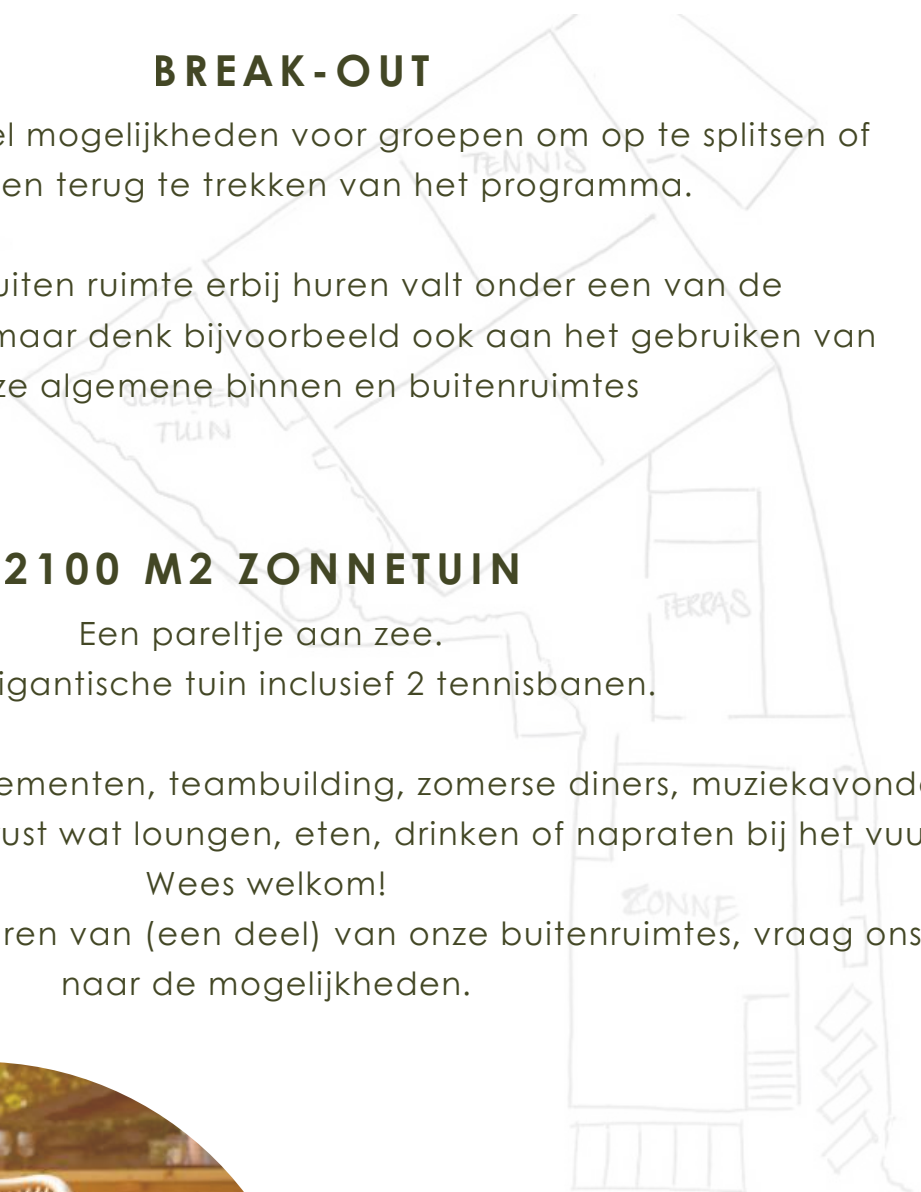 BREAK-OUT
el mogelijkheden voor groepen om op te splitsen of
en terug te trekken van het programma.
TENNIS
uiten ruimte erbij huren valt onder een van de
maar denk bijvoorbeeld ook aan het gebruiken van
ze algemene binnen en buitenruimtes
TUIN
2100 M2 ZONNETUIN
TERRAS
Een pareltje aan zee.
igantische tuin inclusief 2 tennisbanen.
ementen, teambuilding, zomerse diners, muziekavond
ust wat loungen, eten, drinken of napraten bij het vuu
Wees welkom!
ZONNE
ren van (een deel) van onze buitenruimtes, vraag ons
naar de mogelijkheden.